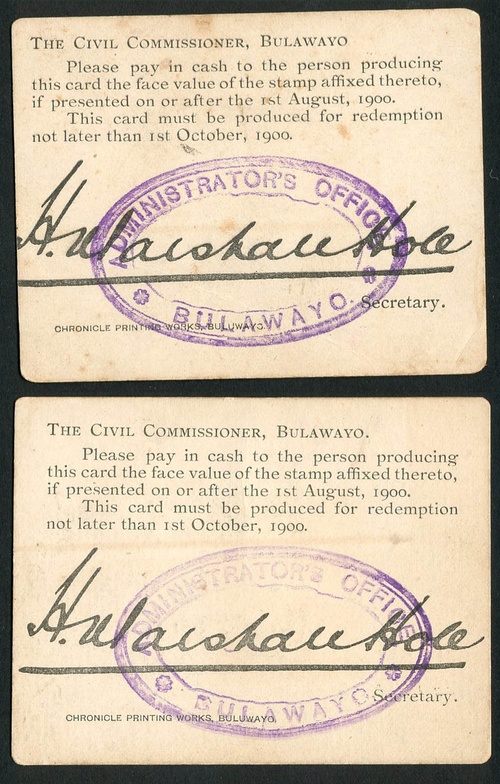 THE CIVIL COMMISSIONER, BULAWAYO
Please pay in cash to the person producing
this card the face value of the stamp affixed thereto,
if presented on or after the 1st August, 1900.
This card must be produced for redemption
not later than 1st October, 1900.
ADMINISTRATOR'S OFFICE
H. Marshall Hole
BULAWAYO.
Secretary.
CHRONICLE PRINTING WORKS, BULUWAYO.
THE CIVIL COMMISSIONER, BULAWAYO.
Please pay in cash to the person producing
this card the face value of the stamp affixed thereto,
if presented on or after the 1st August, 1900.
This card must be produced for redemption
not later than 1st October, 1900.
ADMINISTRATOR'S OFFICE
H. Marshall Hole
BULAWAYO
Secretary.
CHRONICLE PRINTING WORKS, BULUWAYO.